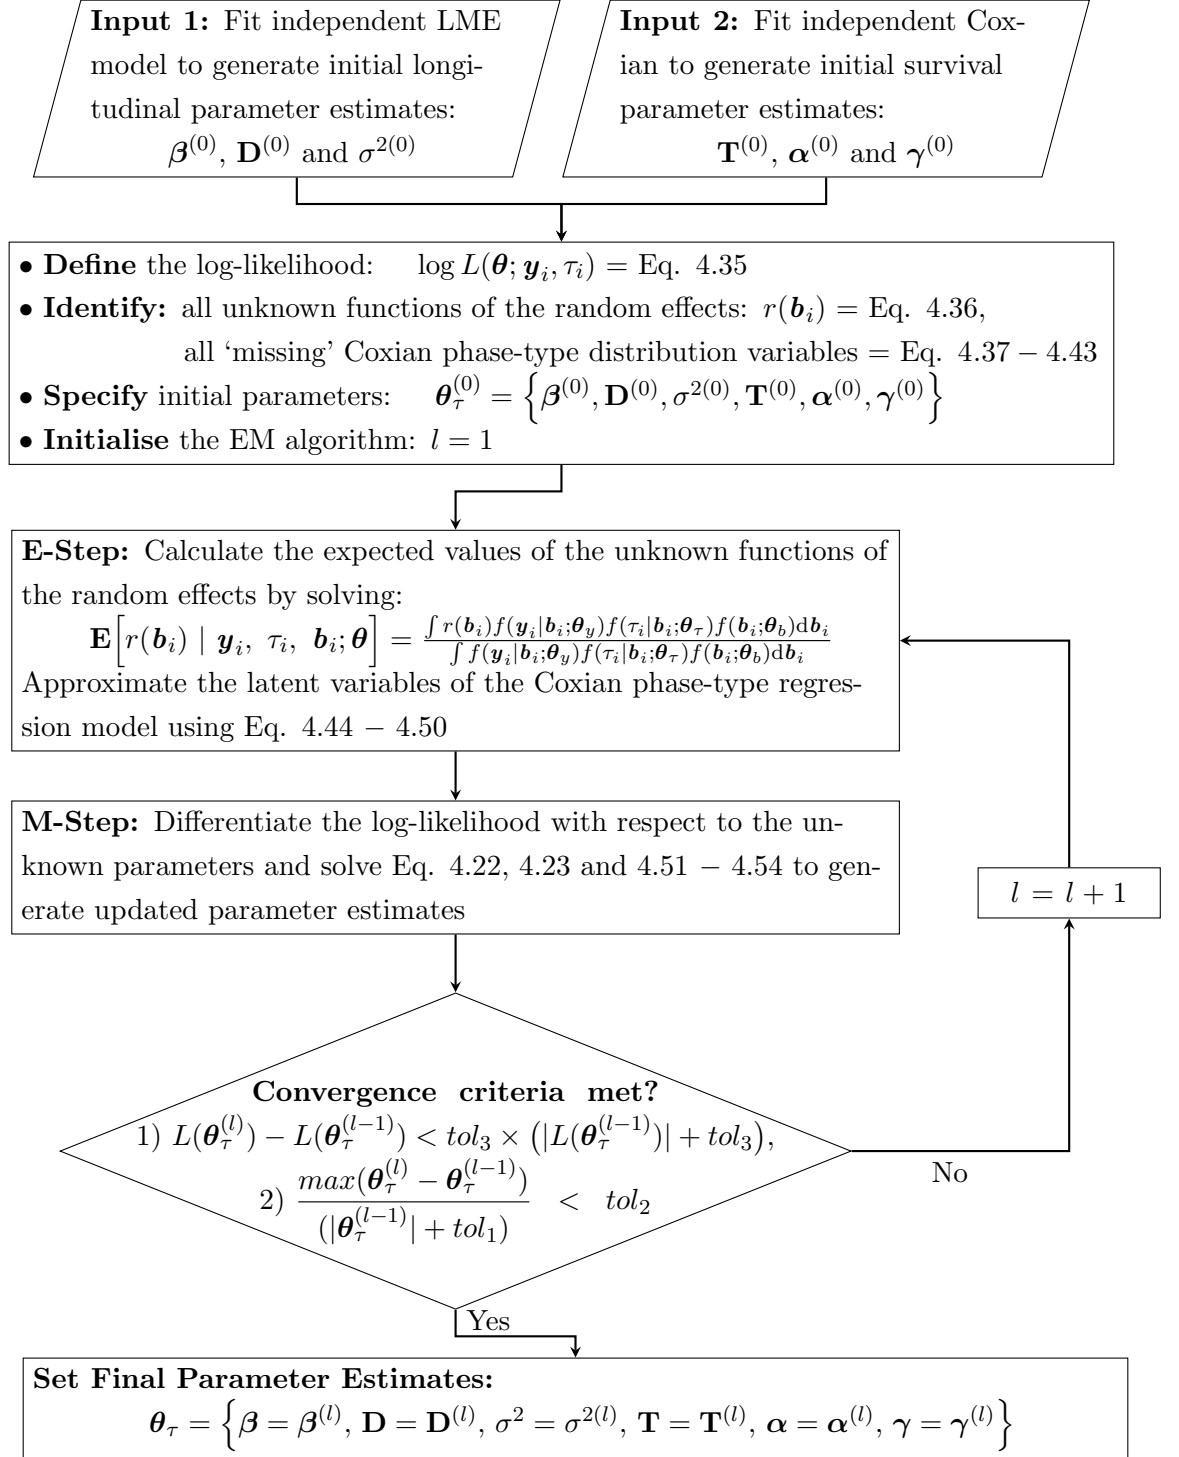 Input 1: Fit independent LME
model to generate initial longi-
tudinal parameter estimates:
𝜷⁽⁰⁾, 𝐃⁽⁰⁾ and σ²⁽⁰⁾
Input 2: Fit independent Cox-
ian to generate initial survival
parameter estimates:
𝐓⁽⁰⁾, 𝜶⁽⁰⁾ and 𝜸⁽⁰⁾
• Define the log-likelihood: log L(𝜽; 𝒚_i, τ_i) = Eq. 4.35
• Identify: all unknown functions of the random effects: r(𝒃_i) = Eq. 4.36,
all ‘missing’ Coxian phase-type distribution variables = Eq. 4.37 – 4.43
• Specify initial parameters: 𝜽_τ^(0) = {𝜷⁽⁰⁾, 𝐃⁽⁰⁾, σ²⁽⁰⁾, 𝐓⁽⁰⁾, 𝜶⁽⁰⁾, 𝜸⁽⁰⁾}
• Initialise the EM algorithm: l = 1
E-Step: Calculate the expected values of the unknown functions of
the random effects by solving:
𝐄[r(𝒃_i) | 𝒚_i, τ_i, 𝒃_i; 𝜽] = ∫ r(𝒃_i)f(𝒚_i|𝒃_i;𝜽_y)f(τ_i|𝒃_i;𝜽_τ)f(𝒃_i;𝜽_b)d𝒃_i / ∫ f(𝒚_i|𝒃_i;𝜽_y)f(τ_i|𝒃_i;𝜽_τ)f(𝒃_i;𝜽_b)d𝒃_i
Approximate the latent variables of the Coxian phase-type regres-
sion model using Eq. 4.44 – 4.50
M-Step: Differentiate the log-likelihood with respect to the un-
known parameters and solve Eq. 4.22, 4.23 and 4.51 – 4.54 to gen-
erate updated parameter estimates
l = l + 1
Convergence criteria met?
1) L(𝜽_τ^(l)) − L(𝜽_τ^(l−1)) < tol₃ × (|L(𝜽_τ^(l−1))| + tol₃),
2) max(𝜽_τ^(l) − 𝜽_τ^(l−1)) / (|𝜽_τ^(l−1)| + tol₁) < tol₂
No
Yes
Set Final Parameter Estimates:
𝜽_τ = {𝜷 = 𝜷^(l), 𝐃 = 𝐃^(l), σ² = σ²^(l), 𝐓 = 𝐓^(l), 𝜶 = 𝜶^(l), 𝜸 = 𝜸^(l)}